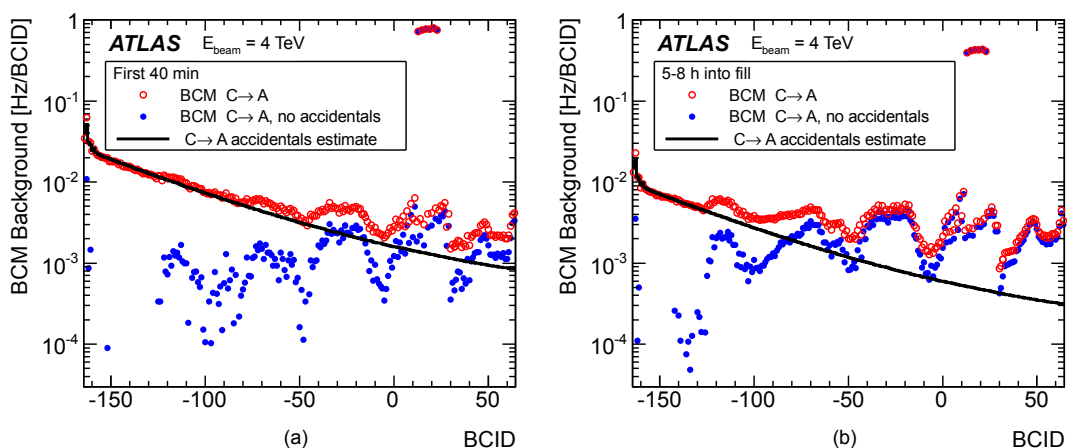 ATLAS E_beam = 4 TeV
First 40 min
BCM C→A
BCM C→A, no accidentals
C→A accidentals estimate
BCM Background [Hz/BCID]
1
10^-1
10^-2
10^-3
10^-4
-150 -100 -50 0 50
BCID
(a)
ATLAS E_beam = 4 TeV
5-8 h into fill
BCM C→A
BCM C→A, no accidentals
C→A accidentals estimate
BCM Background [Hz/BCID]
1
10^-1
10^-2
10^-3
10^-4
-150 -100 -50 0 50
BCID
(b)